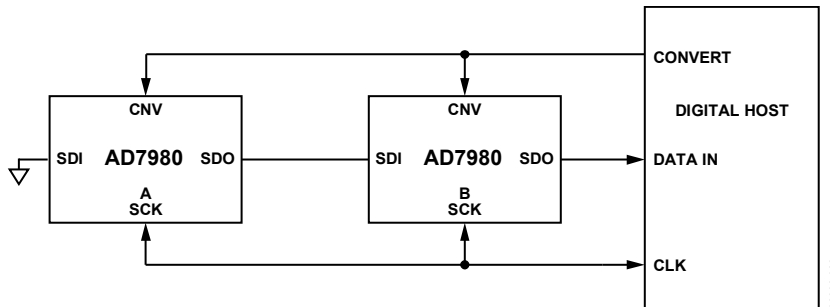 CONVERT
CNV
CNV
DIGITAL HOST
SDI AD7980 SDO
SDI AD7980 SDO
DATA IN
A
SCK
B
SCK
CLK